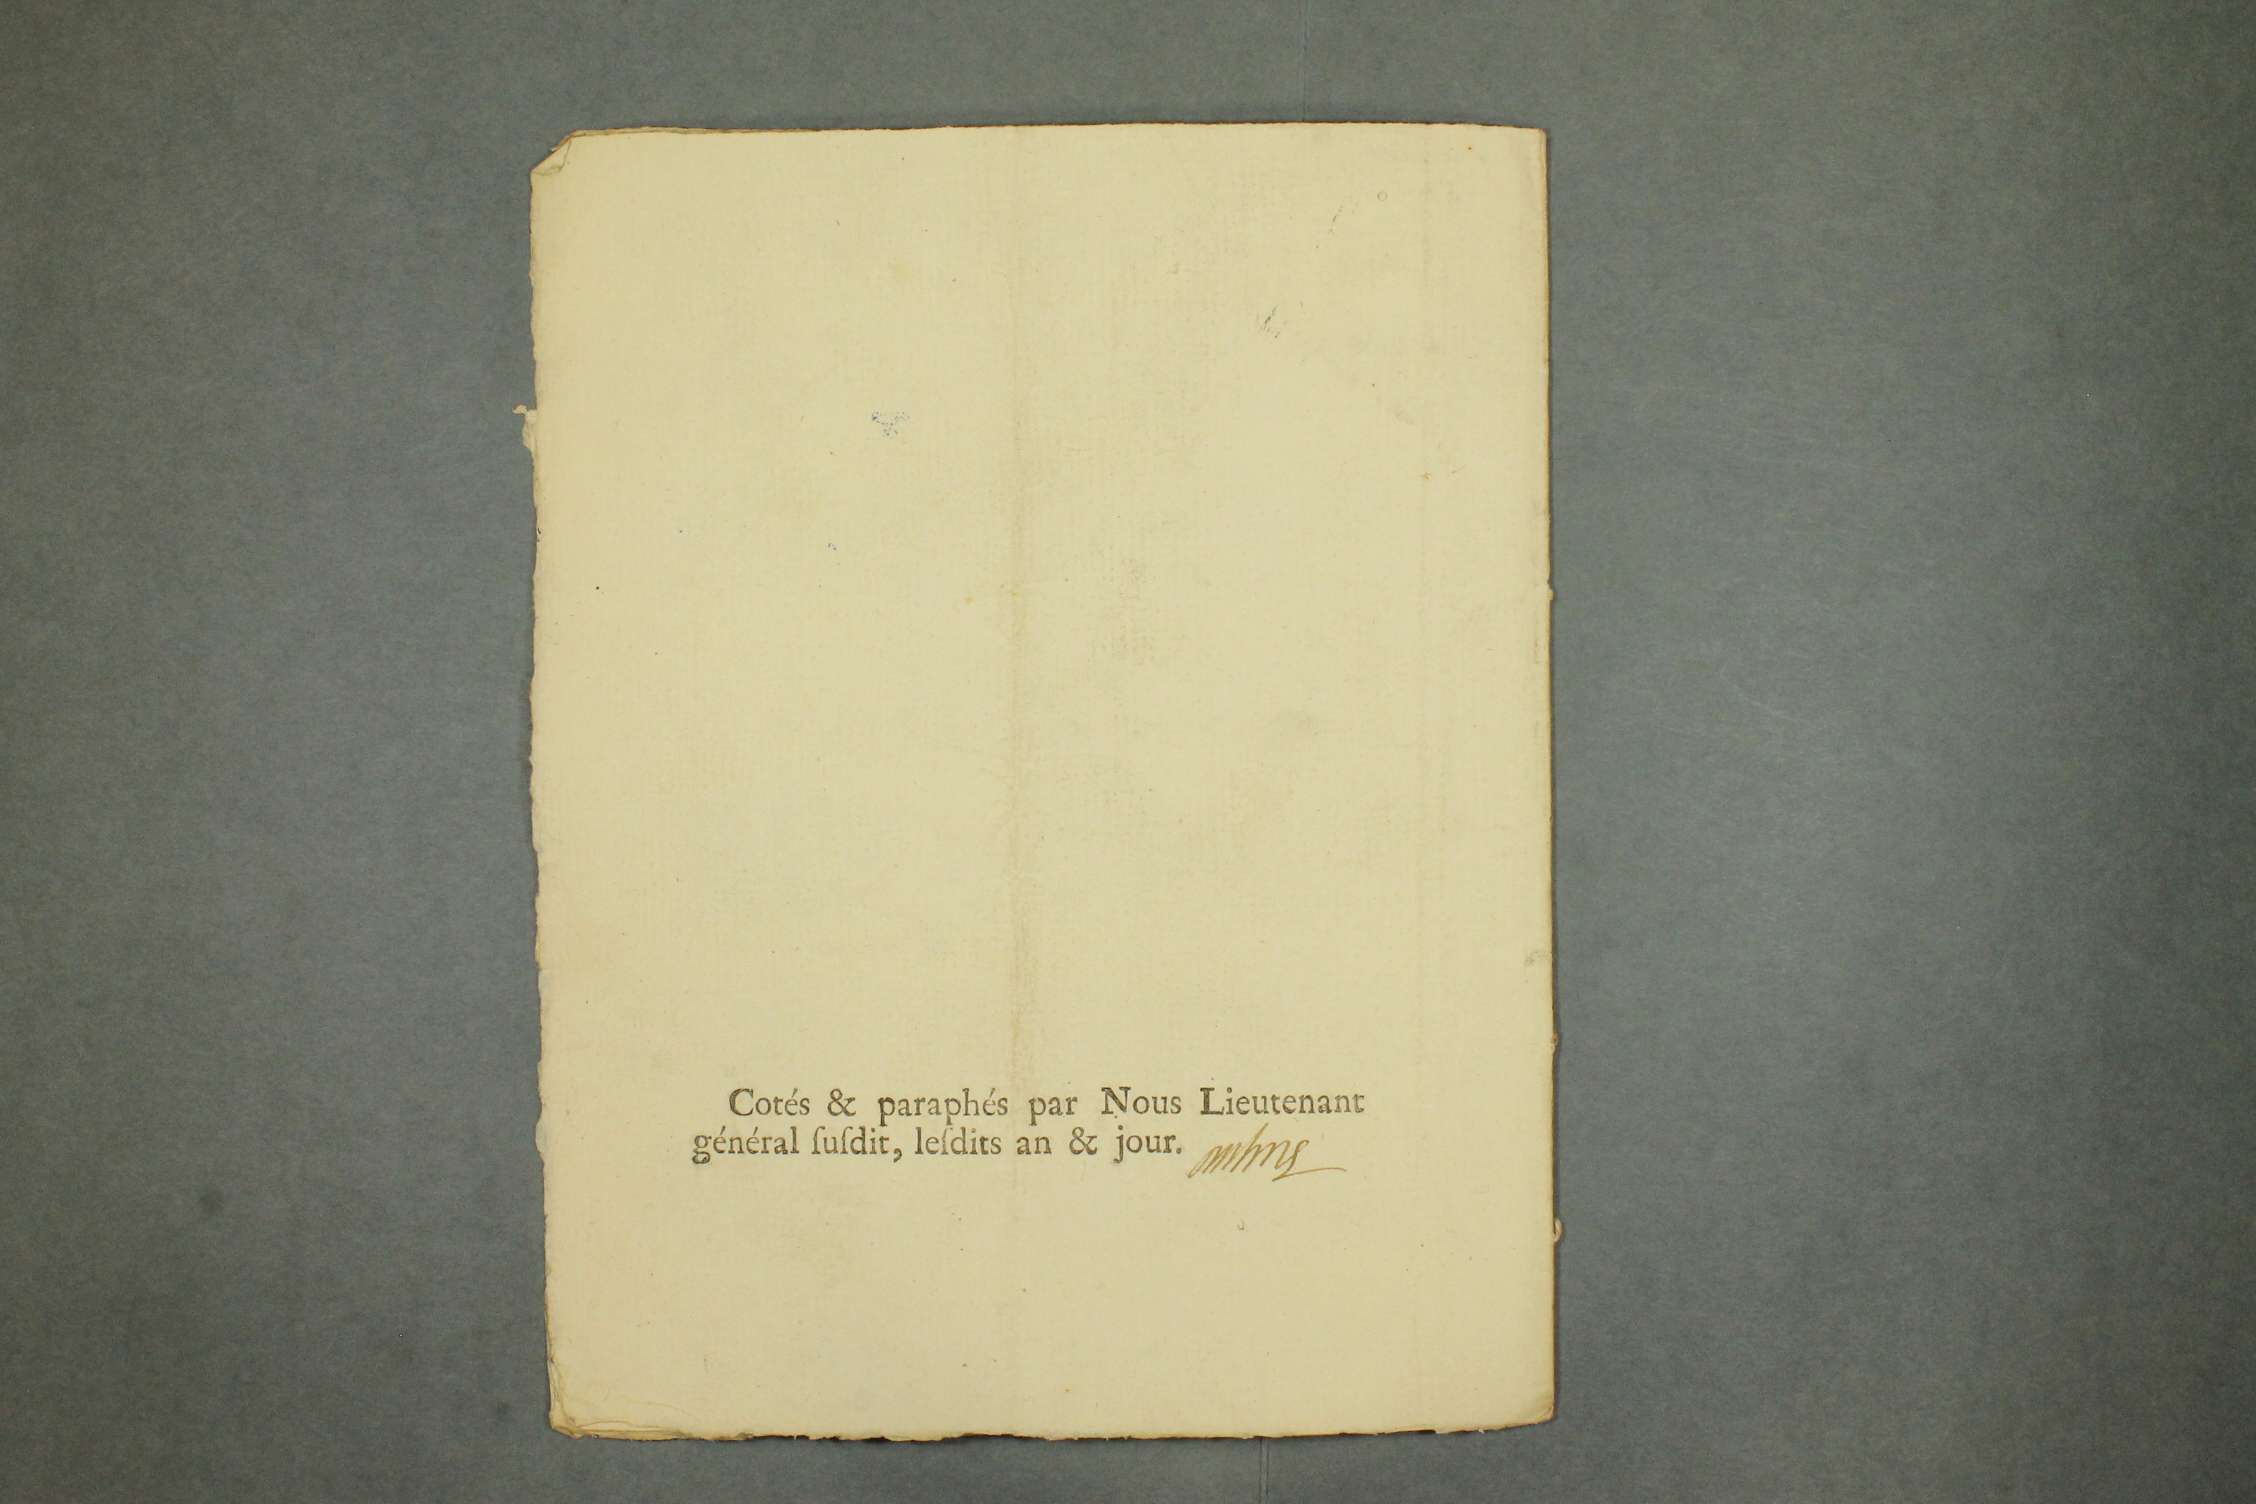 Cotés & paraphés par Nous Lieutenant
général ſuſdit, leſdits an & jour.